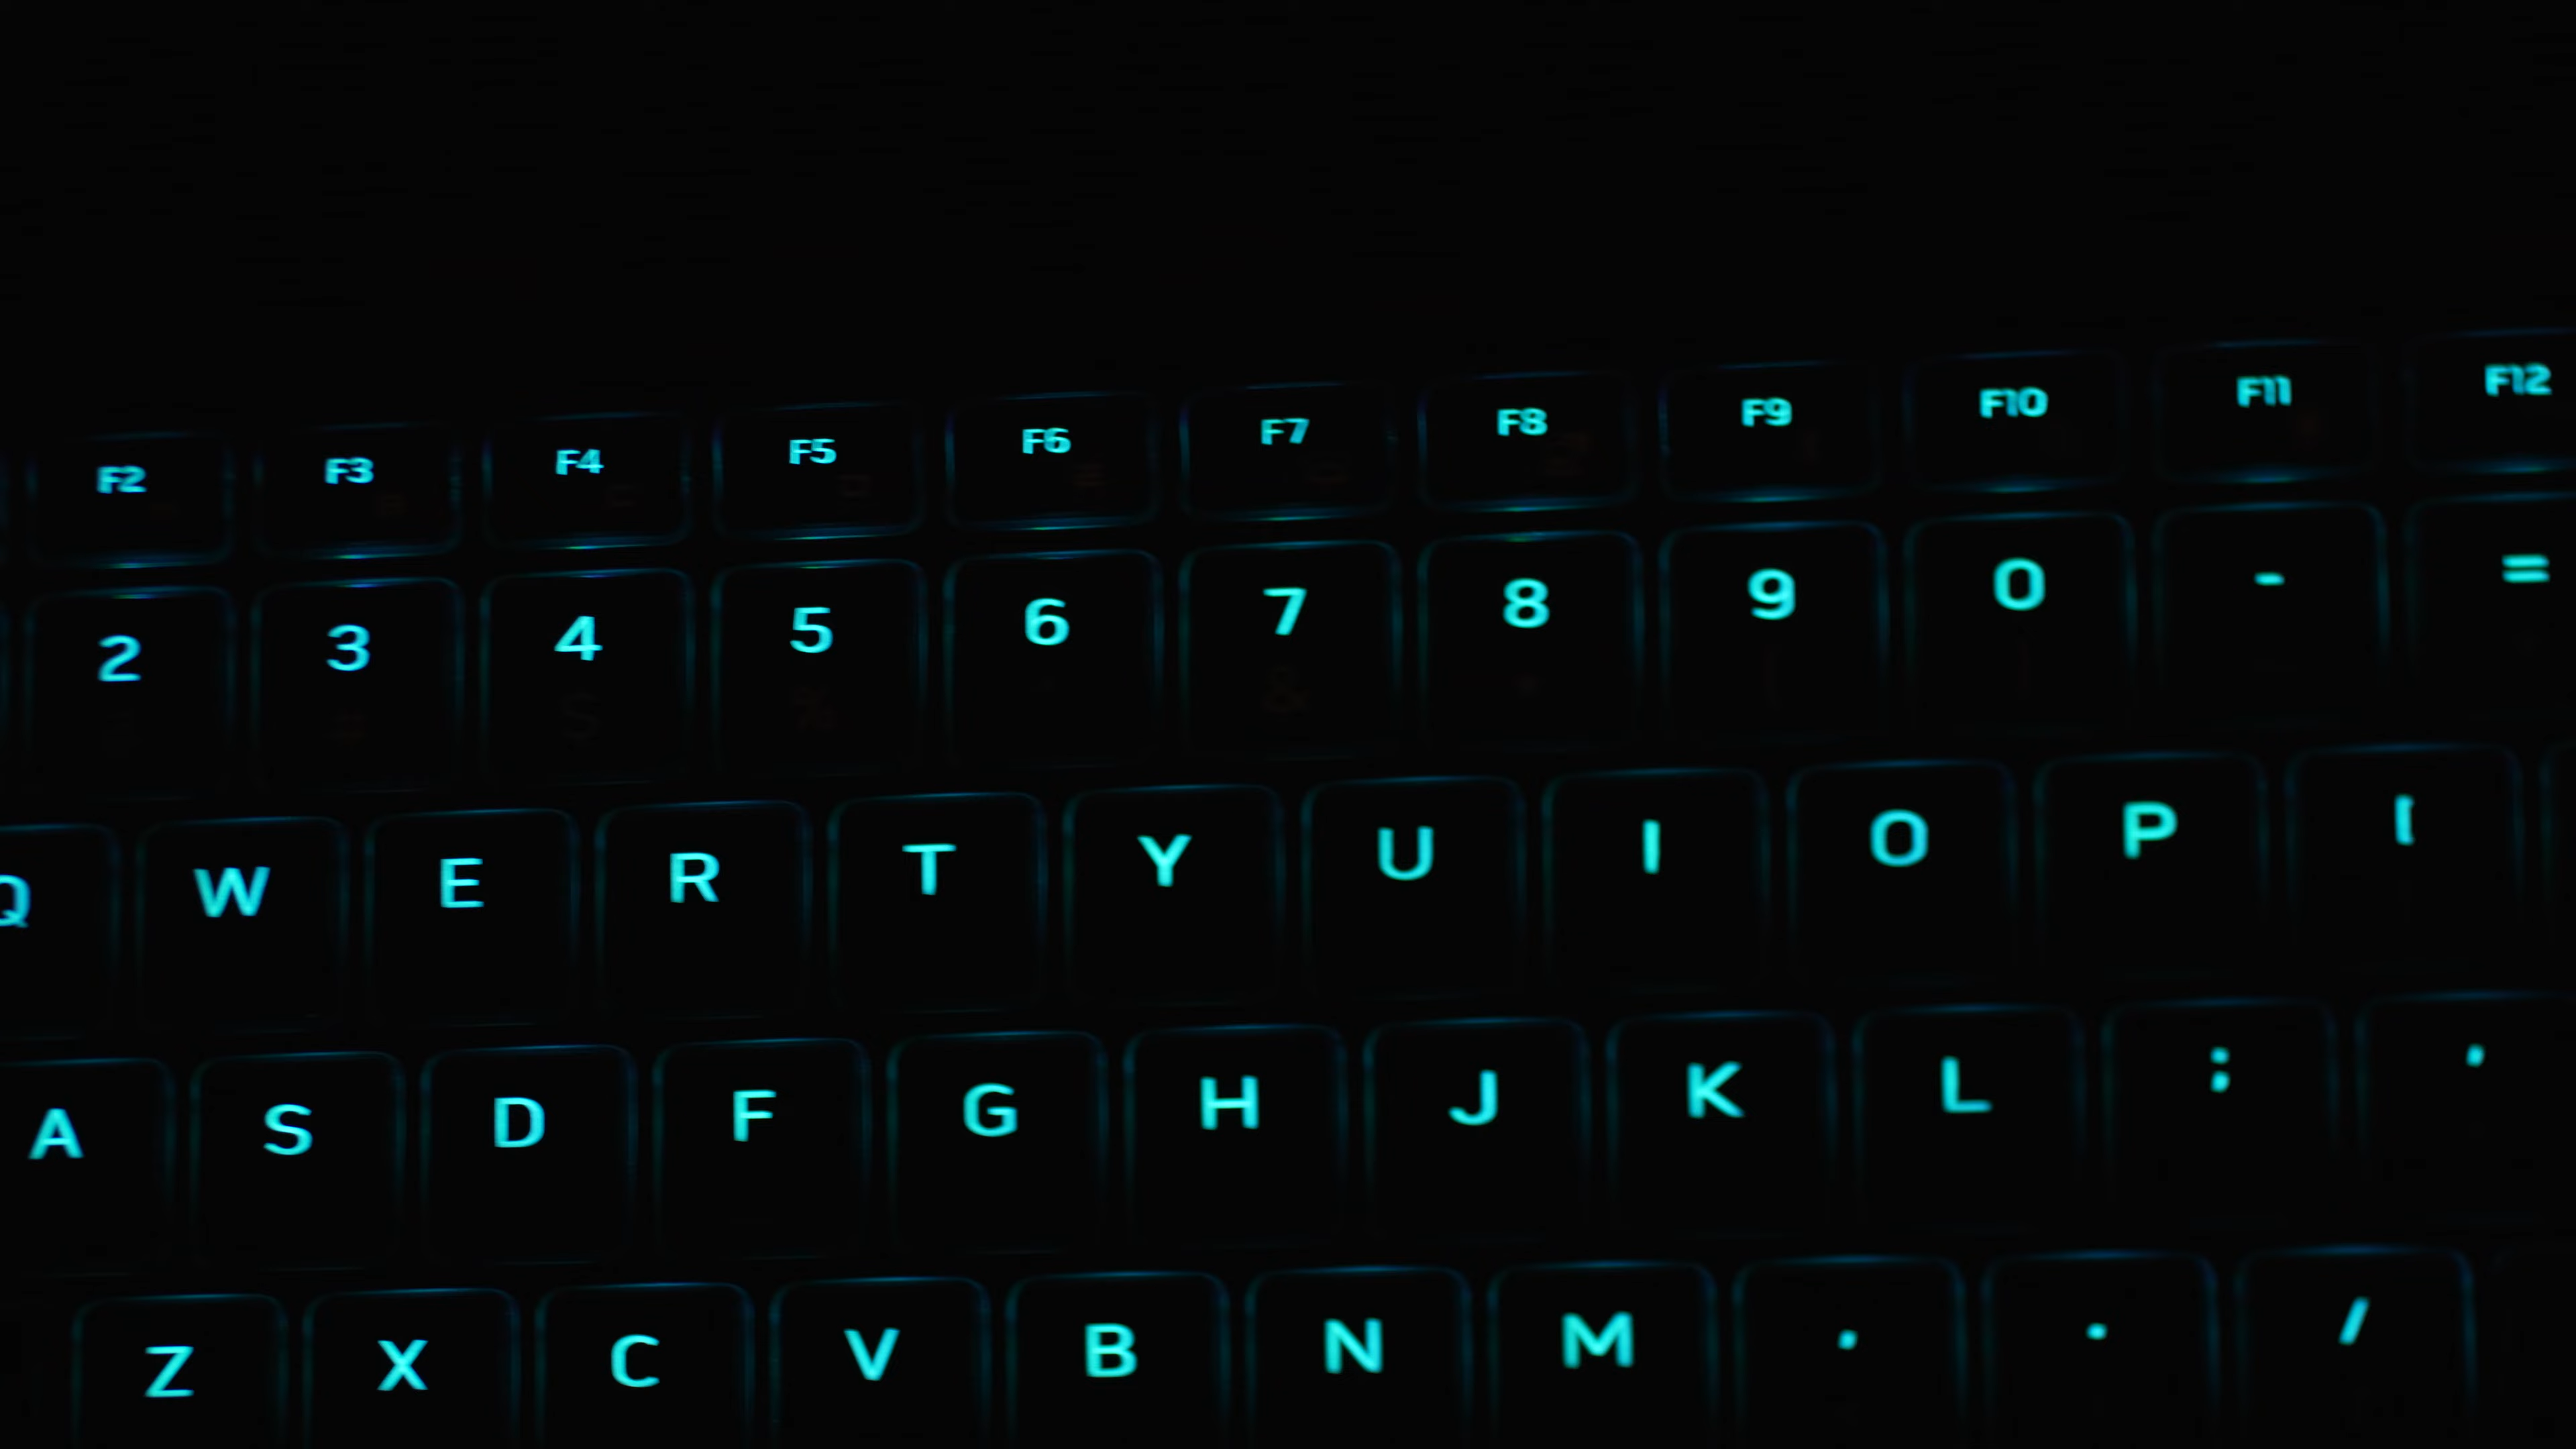 F2 F3 F4 F5 F6 F7 F8 F9 F10 F11 F12
2 3 4 5 6 7 8 9 0 - =
$ % &
Q W E R T Y U I O P [
A S D F G H J K L ; '
Z X C V B N M , . /